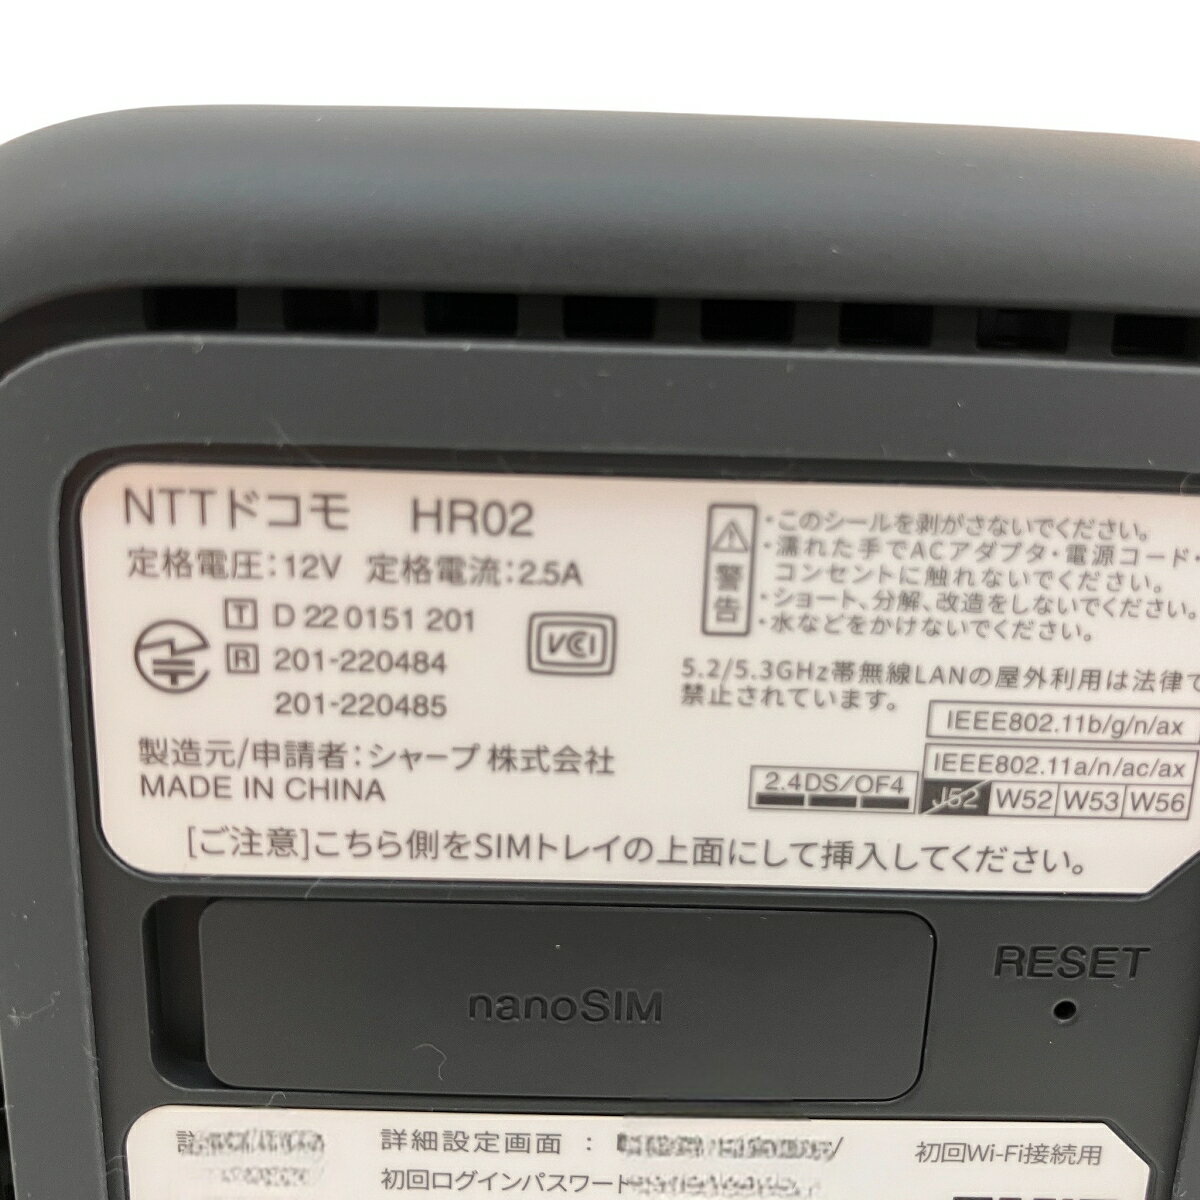 NTTドコモ HR02
定格電圧：12V 定格電流：2.5A
T D 22 0151 201
R 201-220484
201-220485
VCCI
製造元/申請者：シャープ 株式会社
MADE IN CHINA
警告
・このシールを剥がさないでください。
・濡れた手でACアダプタ・電源コード・
コンセントに触れないでください。
・ショート、分解、改造をしないでください。
・水などをかけないでください。
5.2/5.3GHz帯無線LANの屋外利用は法律で
禁止されています。
IEEE802.11b/g/n/ax
IEEE802.11a/n/ac/ax
2.4DS/OF4
J52 W52 W53 W56
[ご注意]こちら側をSIMトレイの上面にして挿入してください。
nanoSIM
RESET
詳細設定画面：
初回ログインパスワード
初回Wi-Fi接続用